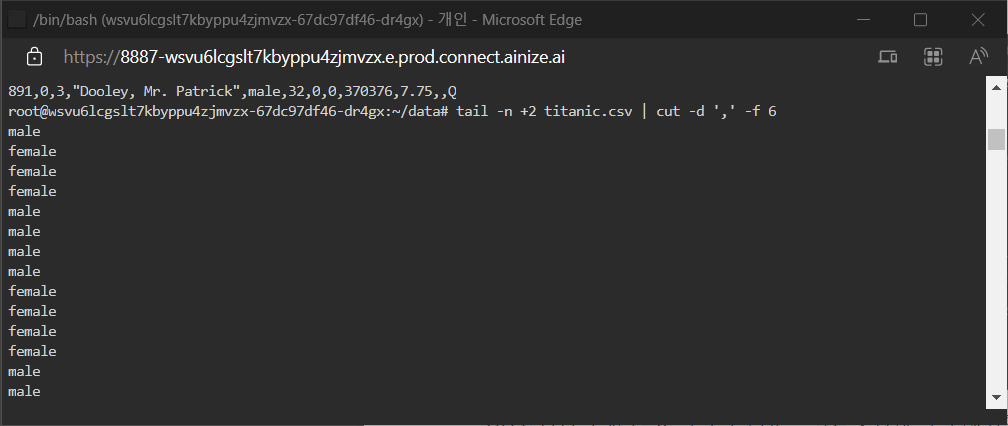 /bin/bash (wsvu6lcgslt7kbyppu4zjmvzx-67dc97df46-dr4gx) - 개인 - Microsoft Edge
https://8887-wsvu6lcgslt7kbyppu4zjmvzx.e.prod.connect.ainize.ai
891,0,3,"Dooley, Mr. Patrick",male,32,0,0,370376,7.75,,Q
root@wsvu6lcgslt7kbyppu4zjmvzx-67dc97df46-dr4gx:~/data# tail -n +2 titanic.csv | cut -d ',' -f 6
male
female
female
female
male
male
male
male
female
female
female
female
male
male